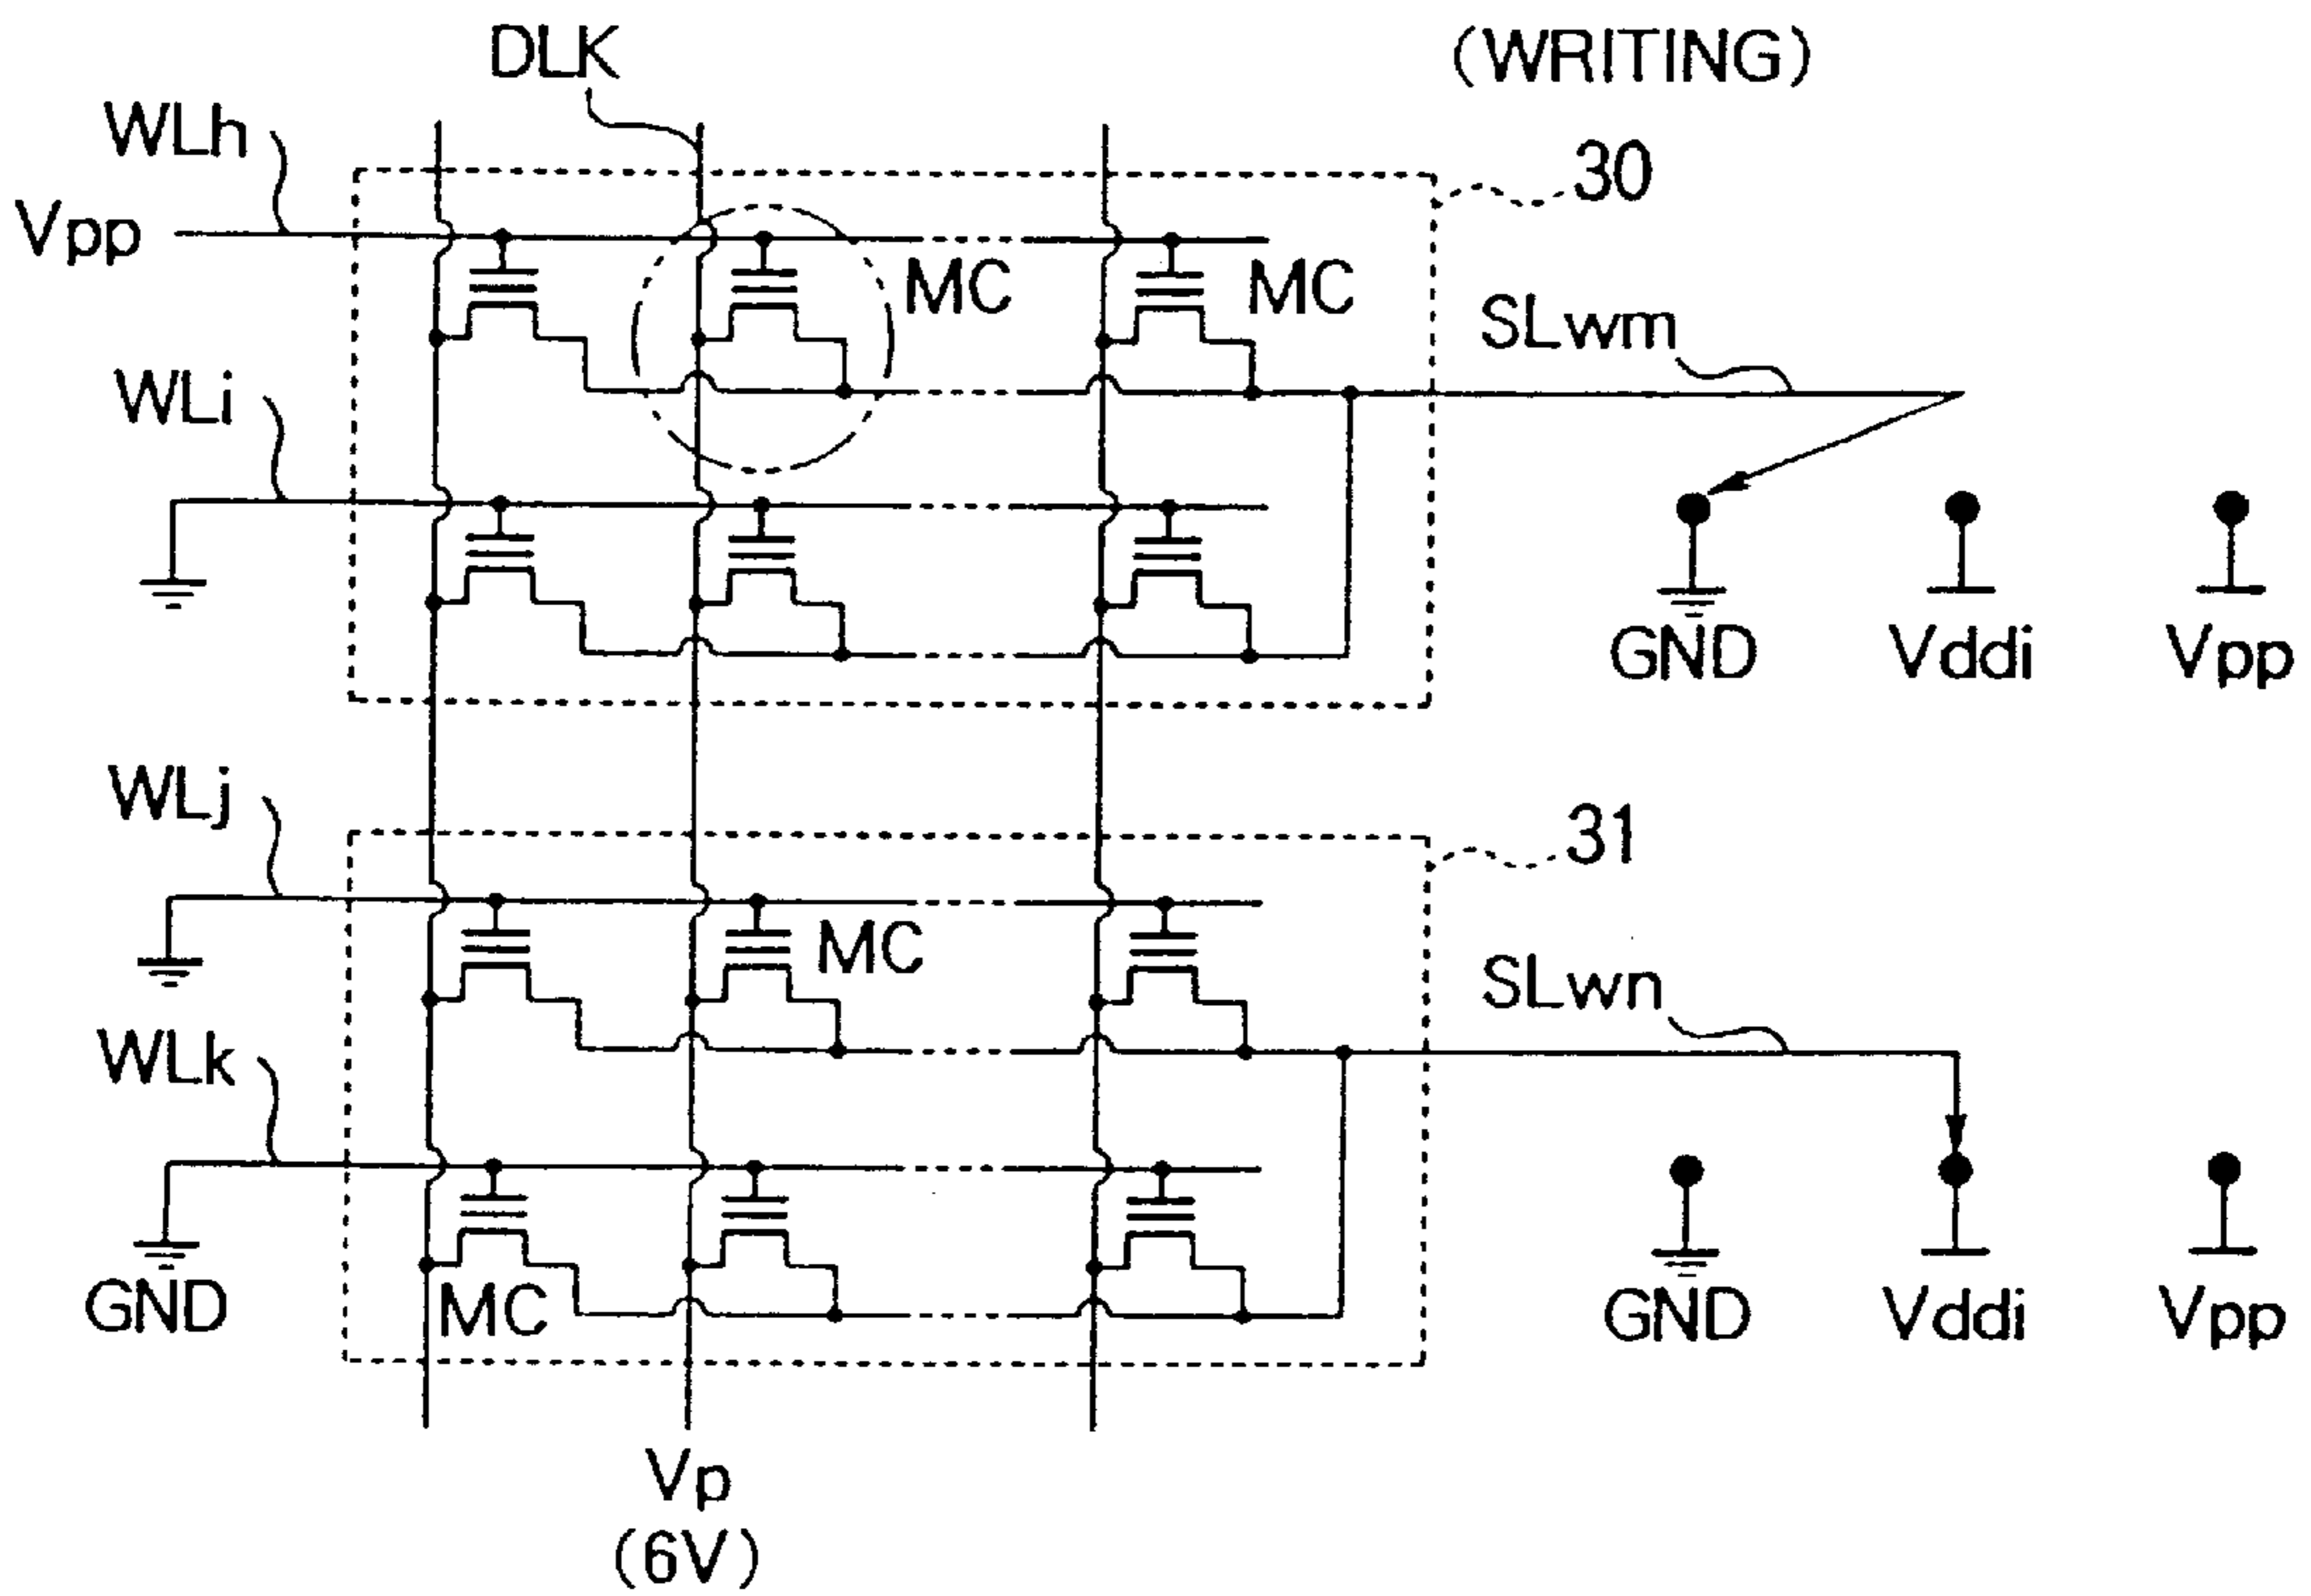 DLK
(WRITING)
WLh
30
Vpp
MC
MC
SLwm
WLi
GND
Vddi
Vpp
WLj
31
MC
SLwn
WLk
GND
MC
GND
Vddi
Vpp
Vp
(6V)